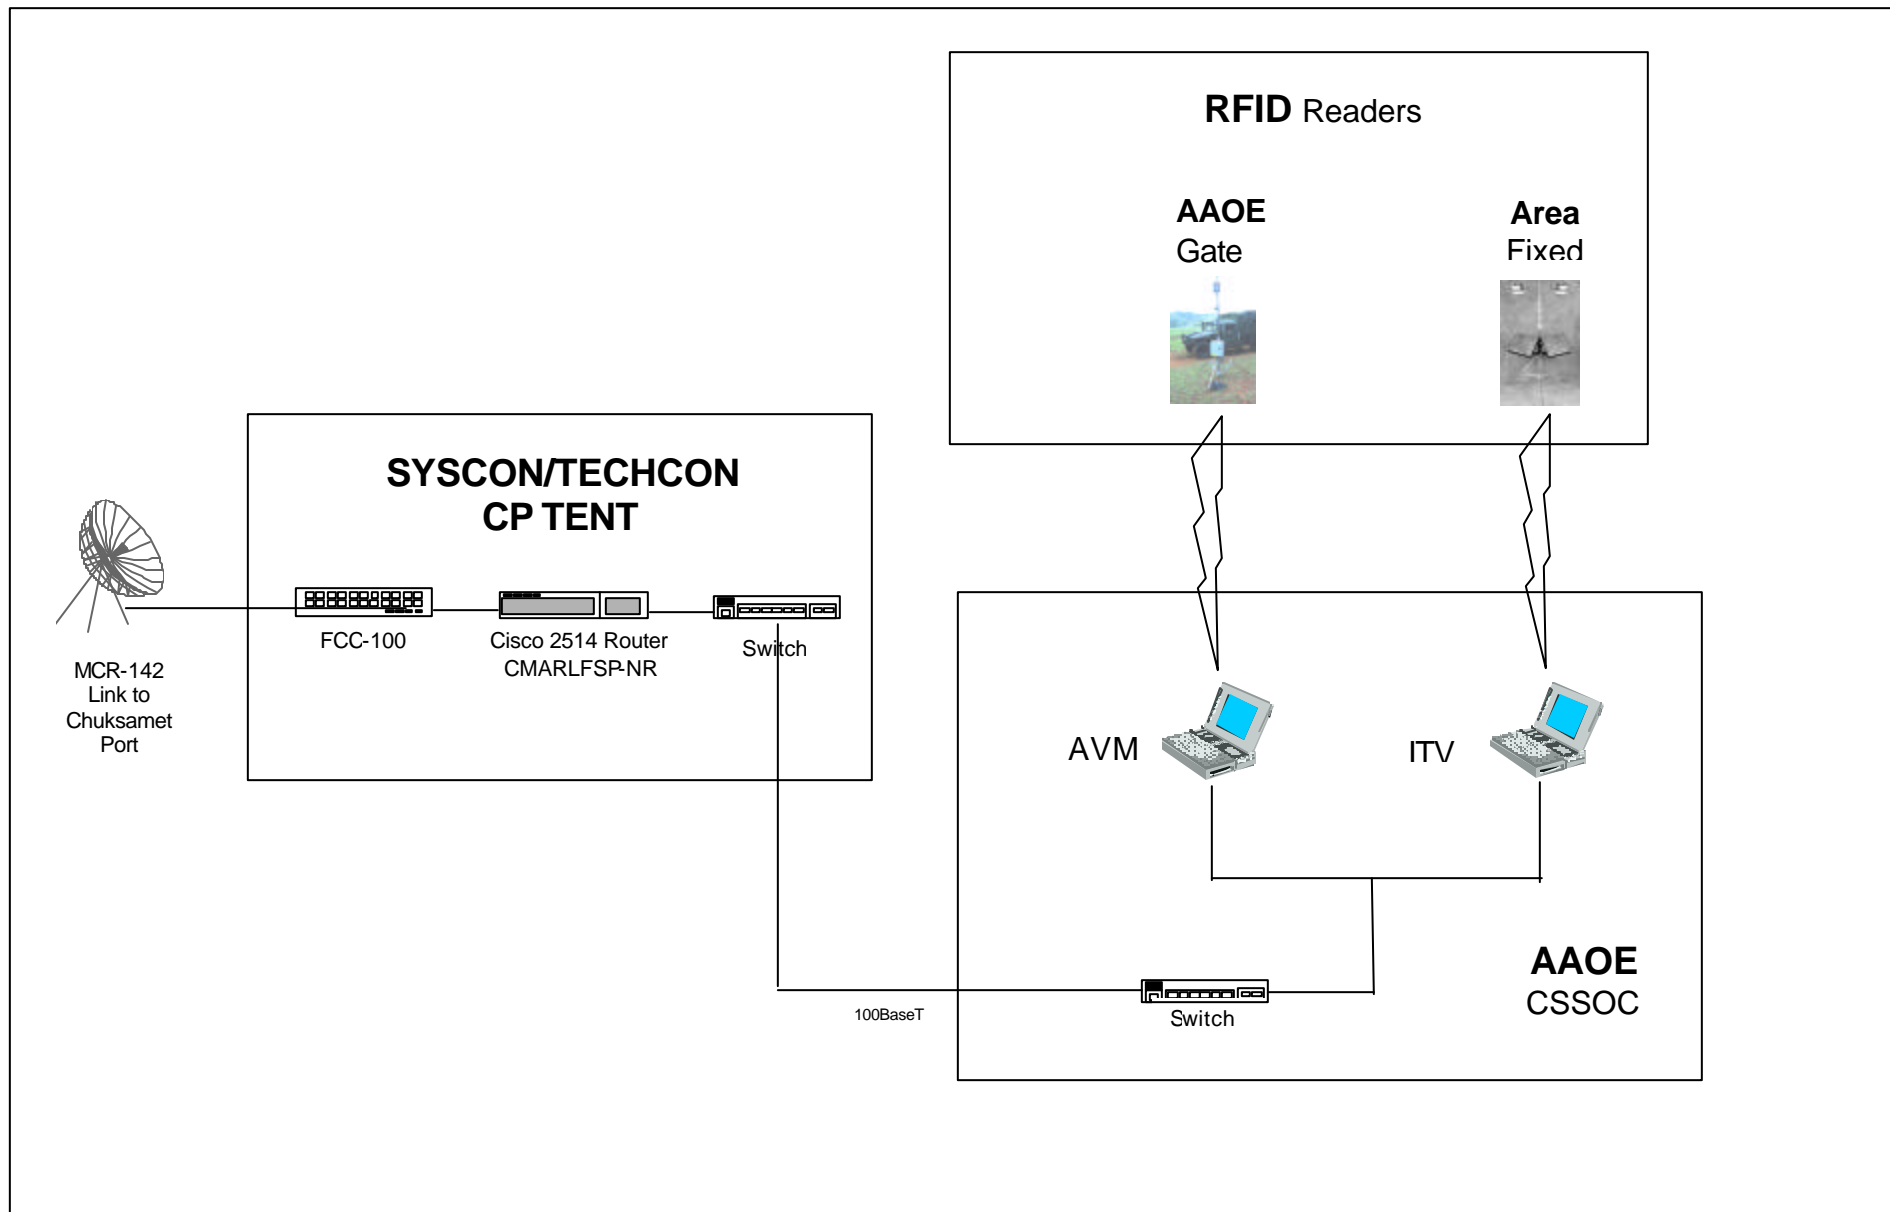 RFID Readers
AAOE
Gate
Area
Fixed
SYSCON/TECHCON
CP TENT
FCC-100
Cisco 2514 Router
CMARLFSP-NR
Switch
MCR-142
Link to
Chuksamet
Port
AVM
ITV
AAOE
CSSOC
100BaseT
Switch